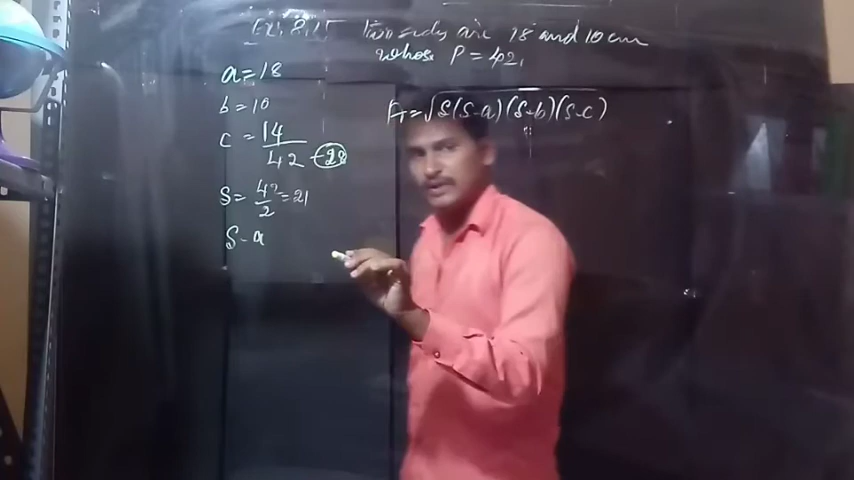 Ex: 8.15 Two sides are 18 and 10 cm
whose P = 42,
a = 18
b = 10
c = 14
42 - 28
S = 42/2 = 21
S - a
A = √S(S-a)(S-b)(S-c)